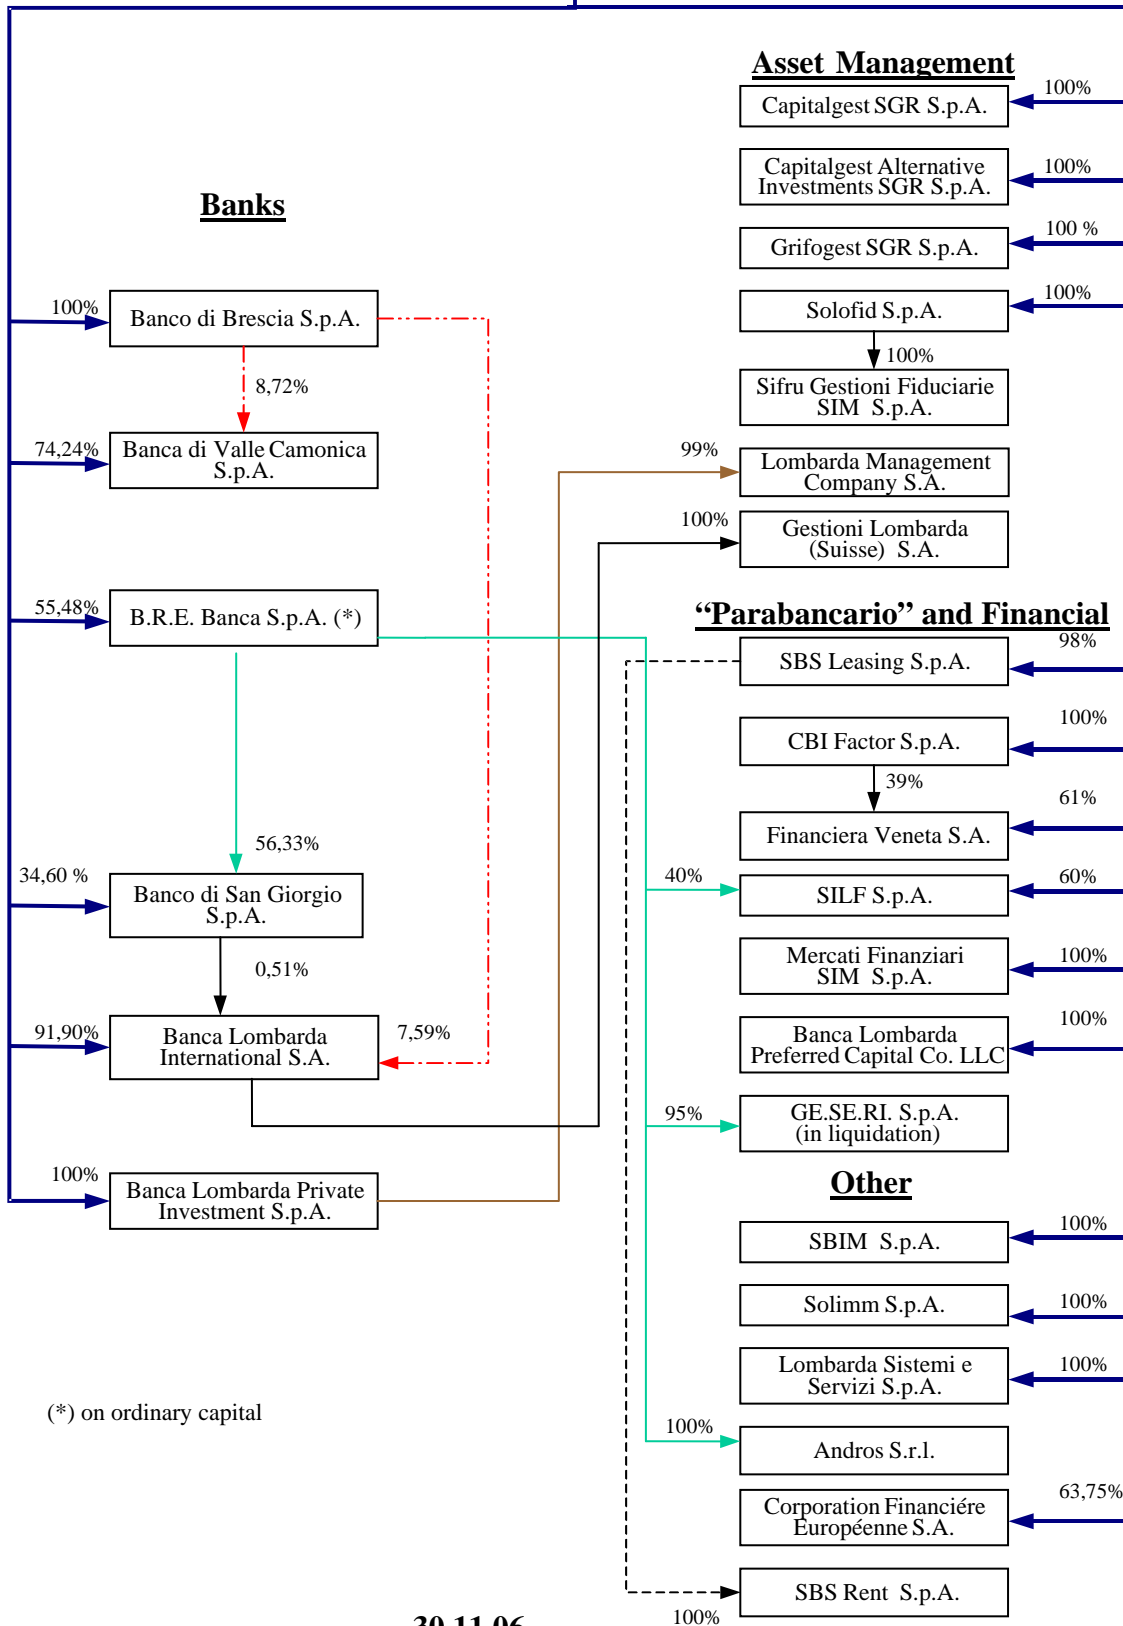 Asset Management
100%
Capitalgest SGR S.p.A.
Capitalgest Alternative
Investments SGR S.p.A.
100%
Grifogest SGR S.p.A.
100 %
Solofid S.p.A.
100%
100%
Sifru Gestioni Fiduciarie
SIM S.p.A.
99%
Lombarda Management
Company S.A.
100%
Gestioni Lombarda
(Suisse) S.A.
Banks
100%
Banco di Brescia S.p.A.
8,72%
74,24%
Banca di Valle Camonica
S.p.A.
55,48%
B.R.E. Banca S.p.A. (*)
56,33%
34,60 %
Banco di San Giorgio
S.p.A.
0,51%
91,90%
Banca Lombarda
International S.A.
7,59%
100%
Banca Lombarda Private
Investment S.p.A.
“Parabancario” and Financial
SBS Leasing S.p.A.
98%
CBI Factor S.p.A.
100%
39%
Financiera Veneta S.A.
61%
40%
SILF S.p.A.
60%
Mercati Finanziari
SIM S.p.A.
100%
Banca Lombarda
Preferred Capital Co. LLC
100%
95%
GE.SE.RI. S.p.A.
(in liquidation)
Other
SBIM S.p.A.
100%
Solimm S.p.A.
100%
Lombarda Sistemi e
Servizi S.p.A.
100%
100%
Andros S.r.l.
Corporation Financiére
Européenne S.A.
63,75%
SBS Rent S.p.A.
100%
(*) on ordinary capital
30.11.06